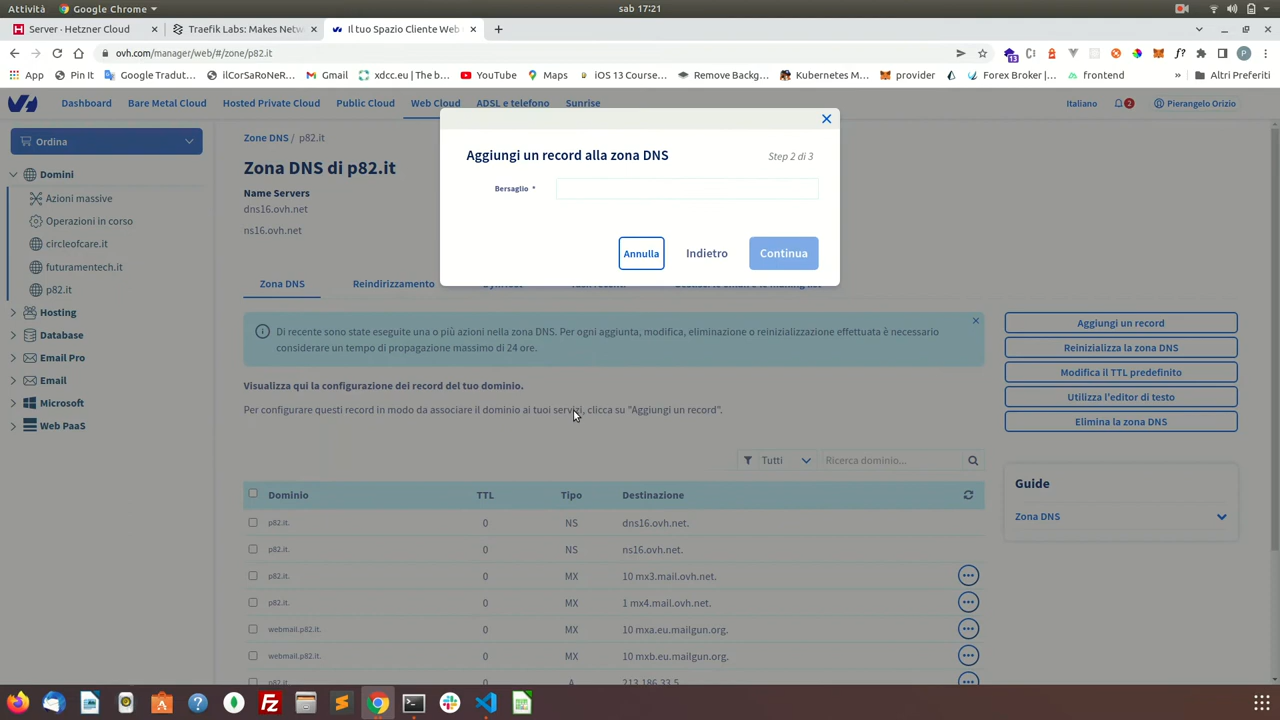 Attività
Google Chrome
sab 17:21
Server · Hetzner Cloud
Traefik Labs: Makes Netw
Il tuo Spazio Cliente Web
ovh.com/manager/web/#/zone/p82.it
App
Pin It
Google Tradut...
ilCorSaRoNeR...
Gmail
xdcc.eu | The b...
YouTube
Maps
iOS 13 Course...
Remove Backg...
Kubernetes M...
provider
Forex Broker |...
frontend
»
Altri Preferiti
Dashboard
Bare Metal Cloud
Hosted Private Cloud
Public Cloud
Web Cloud
ADSL e telefono
Sunrise
Italiano
2
Pierangelo Orizio
Ordina
Domini
Azioni massive
Operazioni in corso
circleofcare.it
futuramentech.it
p82.it
Hosting
Database
Email Pro
Email
Microsoft
Web PaaS
Zone DNS / p82.it
Zona DNS di p82.it
Name Servers
dns16.ovh.net
ns16.ovh.net
Aggiungi un record alla zona DNS
Step 2 di 3
Bersaglio *
Annulla
Indietro
Continua
Zona DNS
Reindirizzamento
Di recente sono state eseguite una o più azioni nella zona DNS. Per ogni aggiunta, modifica, eliminazione o reinizializzazione effettuata è necessario
considerare un tempo di propagazione massimo di 24 ore.
Visualizza qui la configurazione dei record del tuo dominio.
Per configurare questi record in modo da associare il dominio ai tuoi servizi, clicca su "Aggiungi un record".
Aggiungi un record
Reinizializza la zona DNS
Modifica il TTL predefinito
Utilizza l'editor di testo
Elimina la zona DNS
Tutti
Ricerca dominio...
Guide
Zona DNS
Dominio TTL Tipo Destinazione
p82.it. 0 NS dns16.ovh.net.
p82.it. 0 NS ns16.ovh.net.
p82.it. 0 MX 10 mx3.mail.ovh.net.
p82.it. 0 MX 1 mx4.mail.ovh.net.
webmail.p82.it. 0 MX 10 mxa.eu.mailgun.org.
webmail.p82.it. 0 MX 10 mxb.eu.mailgun.org.
p82.it. 0 A 213.186.33.5